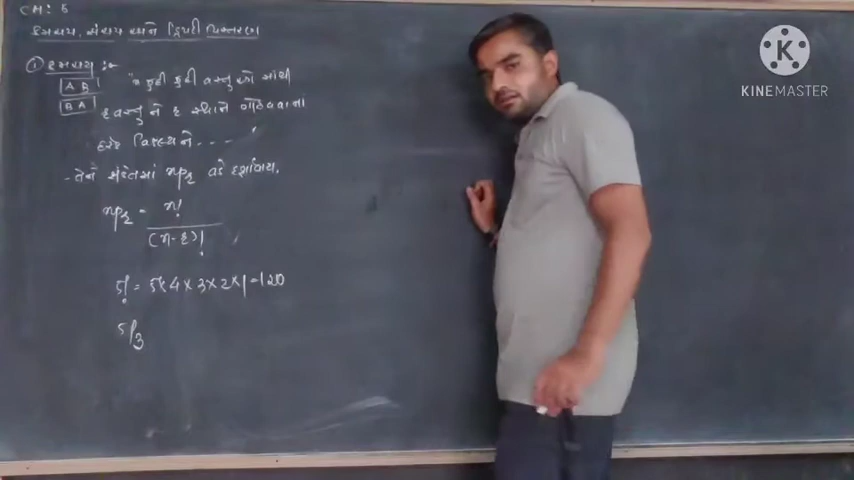 CH: 5
ક્રમચય, સંચય અને દ્વિપદી વિસ્તરણ
① ક્રમચય :-
AB "n જુદી જુદી વસ્તુઓ માંથી
BA r વસ્તુને r સ્થાને ગોઠવવાના
દરેક વિકલ્પને - - - "
- તેને સંકેતમાં nPr વડે દર્શાવાય.
nPr = n!
(n-r)!
5! = 5×4×3×2×1=120
5P3
KINEMASTER